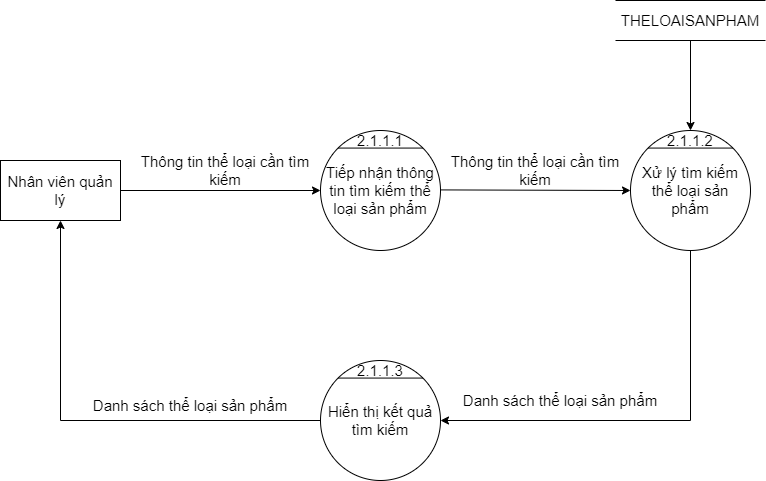 THELOAISANPHAM
2.1.1.1
2.1.1.2
Thông tin thể loại cần tìm
kiếm
Thông tin thể loại cần tìm
kiếm
Nhân viên quản
lý
Tiếp nhận thông
tin tìm kiếm thể
loại sản phẩm
Xử lý tìm kiếm
thể loại sản
phẩm
2.1.1.3
Danh sách thể loại sản phẩm
Hiển thị kết quả
tìm kiếm
Danh sách thể loại sản phẩm